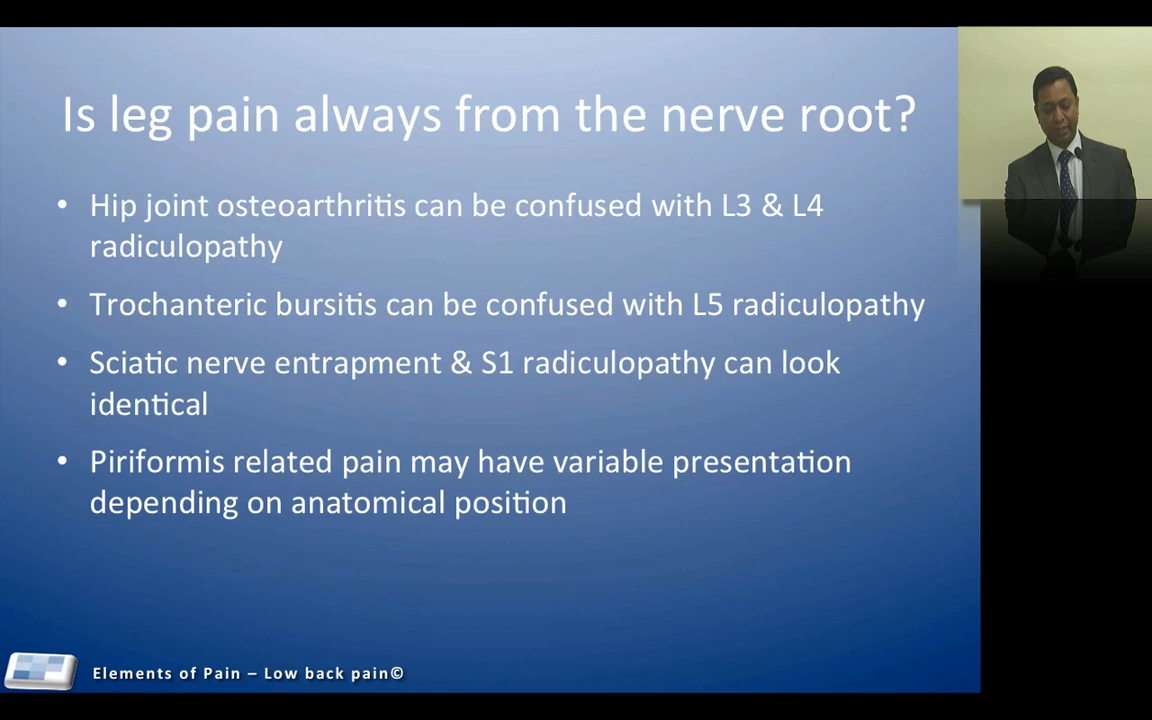 Is leg pain always from the nerve root?
• Hip joint osteoarthritis can be confused with L3 & L4
radiculopathy
• Trochanteric bursitis can be confused with L5 radiculopathy
• Sciatic nerve entrapment & S1 radiculopathy can look
identical
• Piriformis related pain may have variable presentation
depending on anatomical position
Elements of Pain – Low back pain©